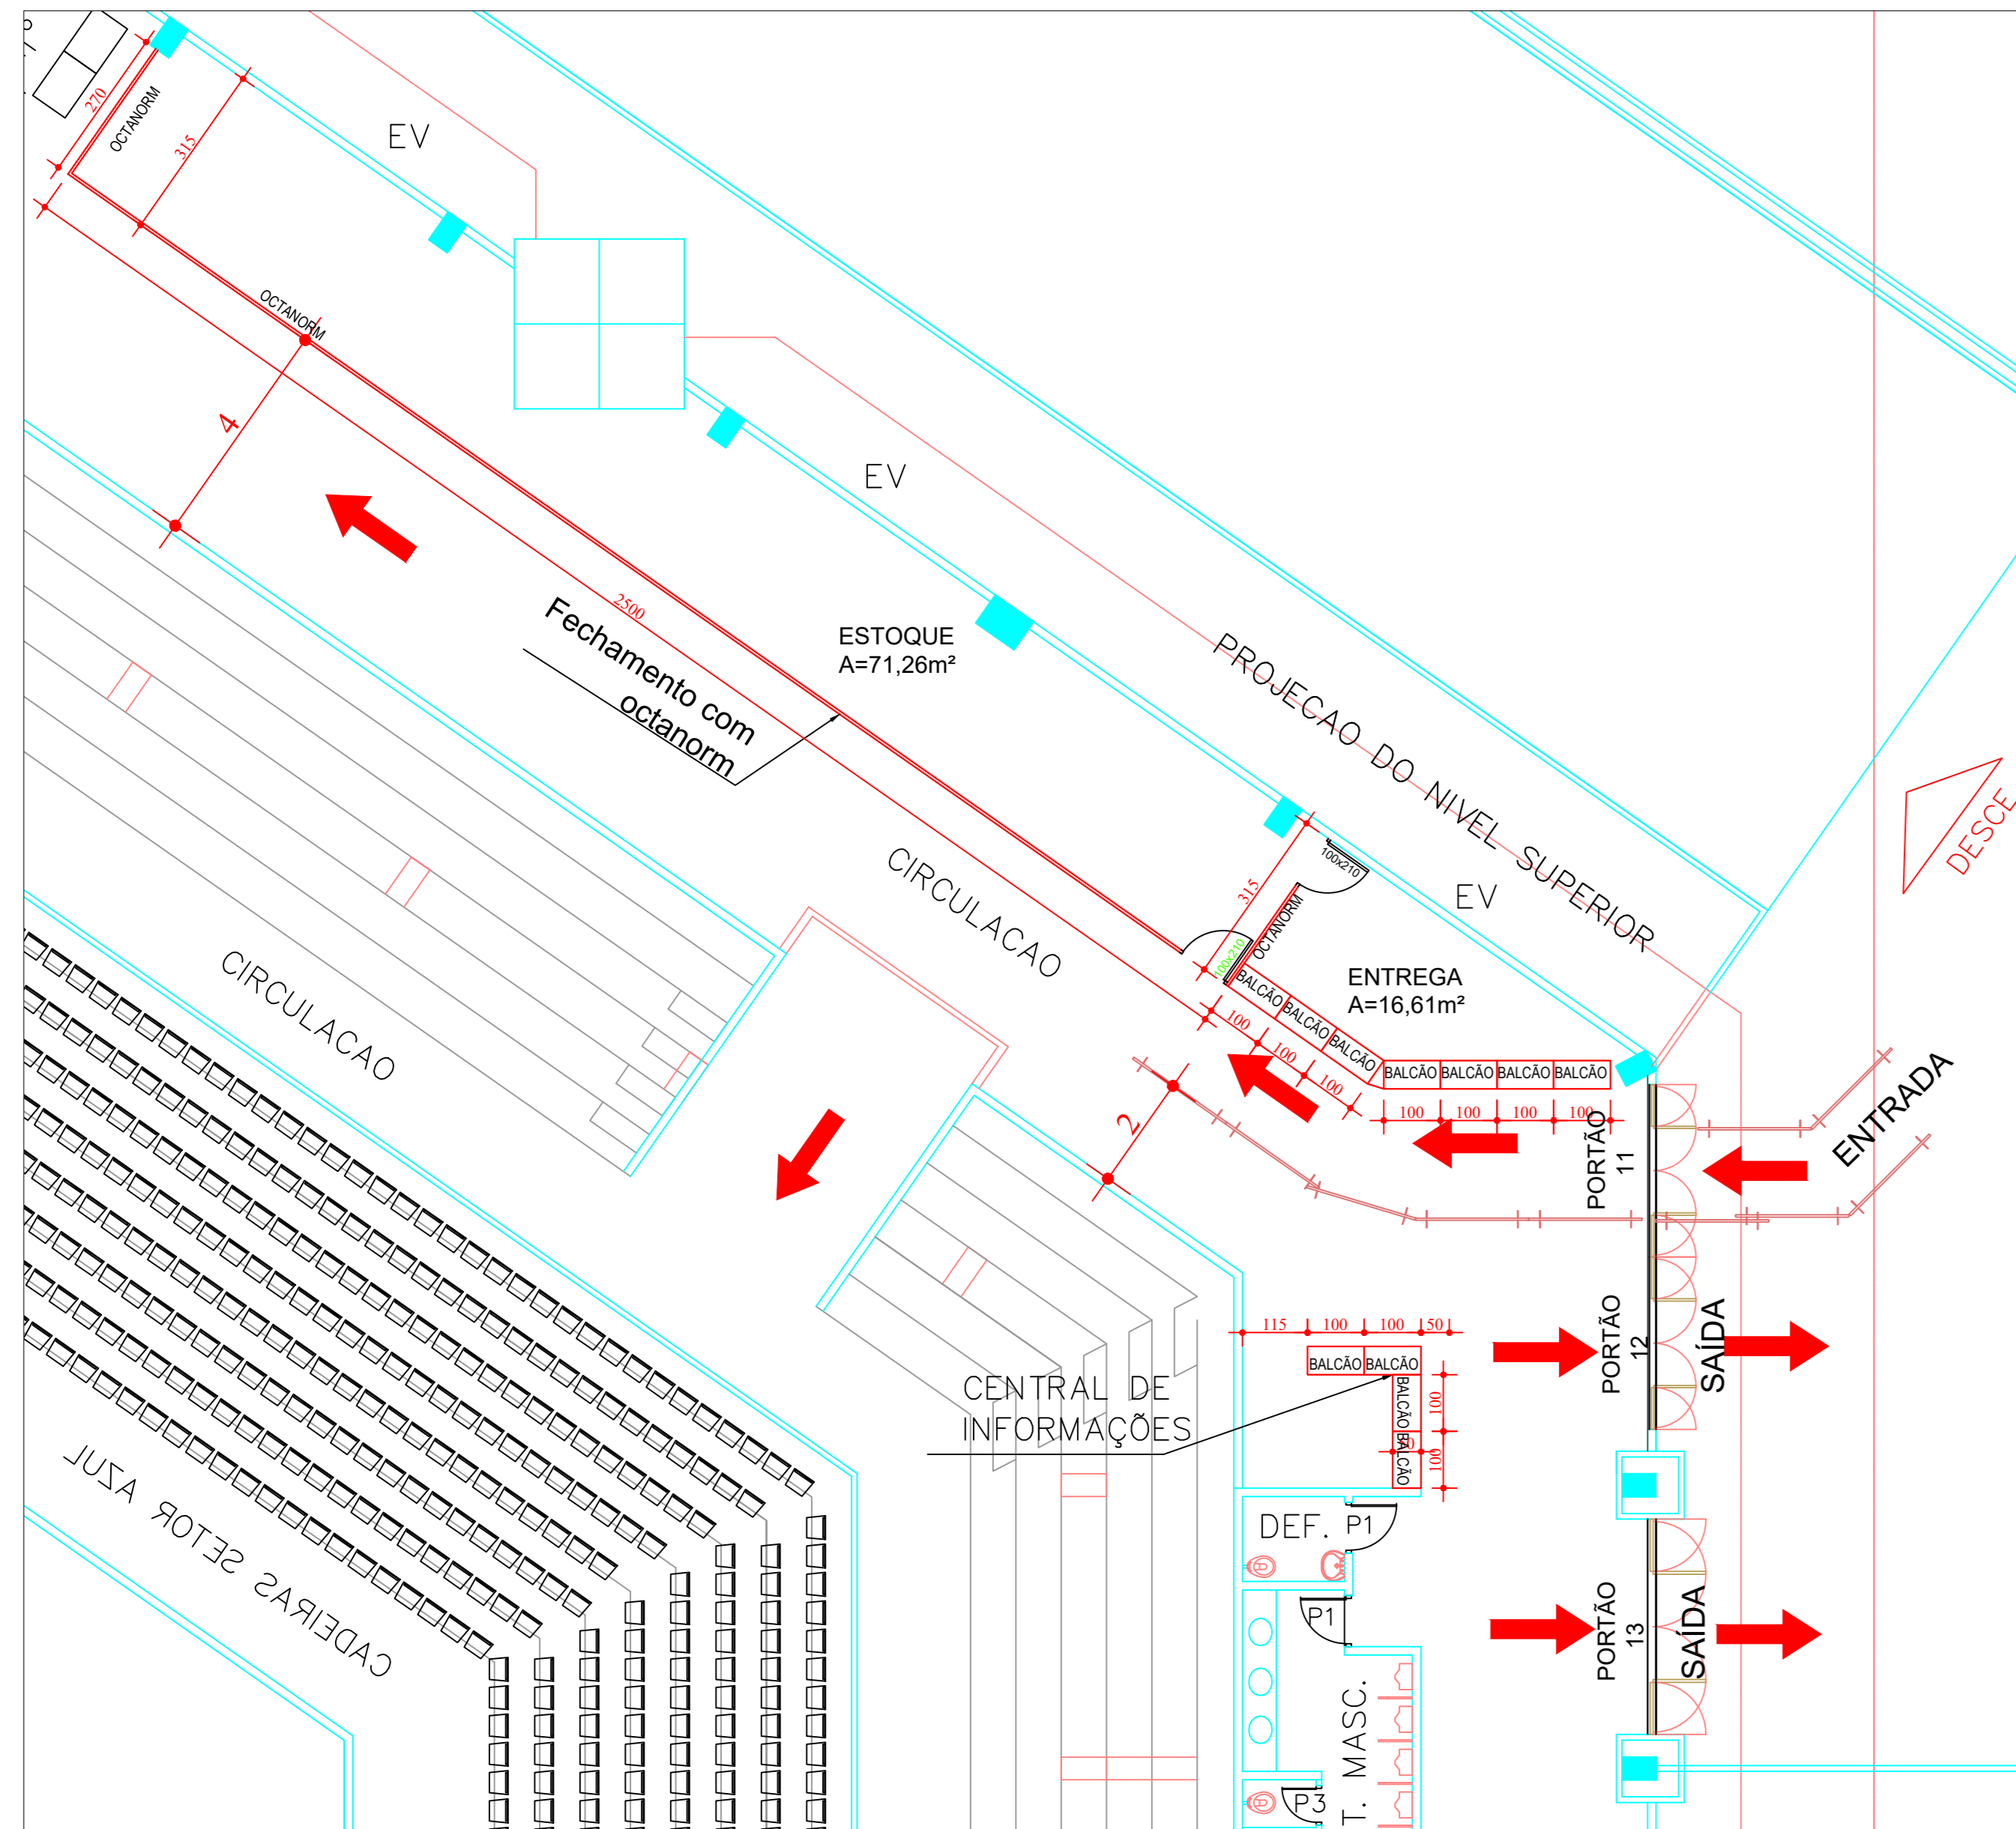 270
OCTANORM
315
EV
OCTANORM
4
EV
2500
Fechamento com
octanorm
ESTOQUE
A=71,26m²
PROJECAO DO NIVEL SUPERIOR
DESCE
CIRCULACAO
100x210
315
OCTANORM
100x210
EV
ENTREGA
A=16,61m²
BALCÃO
BALCÃO
BALCÃO
BALCÃO
BALCÃO
BALCÃO
BALCÃO
100
100
100
100
100
100
100
CIRCULACAO
2
PORTÃO
11
ENTRADA
115
100
100
50
BALCÃO
BALCÃO
BALCÃO
BALCÃO
100
100
CENTRAL DE
INFORMAÇÕES
PORTÃO
12
SAÍDA
CADEIRAS SETOR AZUL
DEF.
P1
P1
PORTÃO
13
SAÍDA
T. MASC.
P3